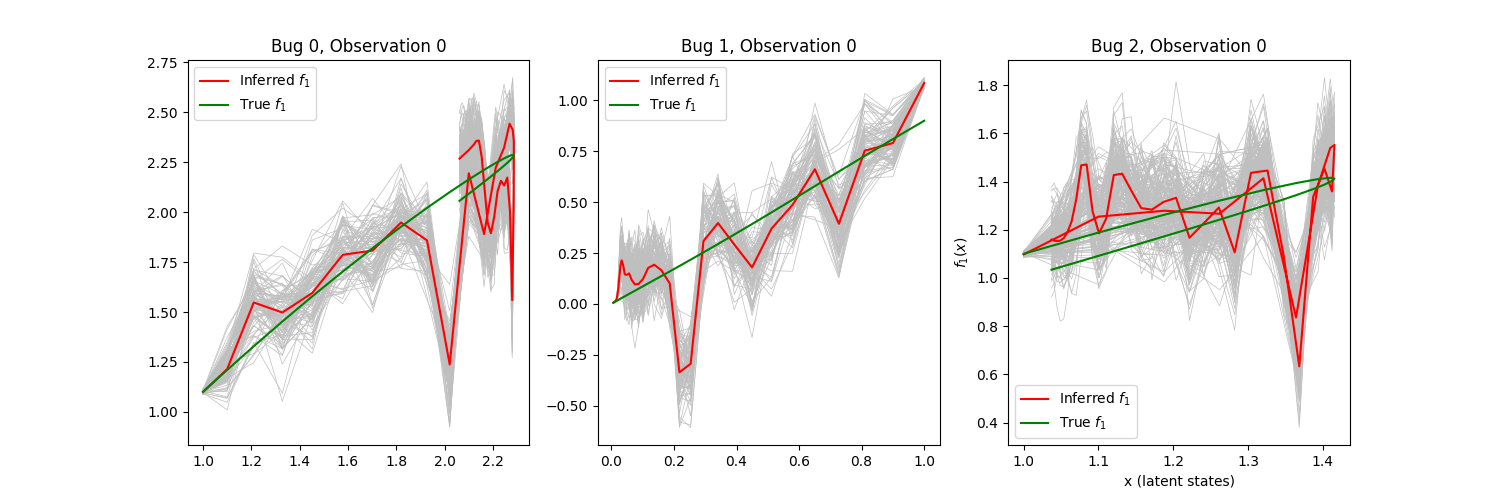 Bug 0, Observation 0
Inferred f₁
True f₁
2.75
2.50
2.25
2.00
1.75
1.50
1.25
1.00
1.0 1.2 1.4 1.6 1.8 2.0 2.2
Bug 1, Observation 0
Inferred f₁
True f₁
1.00
0.75
0.50
0.25
0.00
−0.25
−0.50
0.0 0.2 0.4 0.6 0.8 1.0
Bug 2, Observation 0
f₁(x)
1.8
1.6
1.4
1.2
1.0
0.8
0.6
0.4
Inferred f₁
True f₁
1.0 1.1 1.2 1.3 1.4
x (latent states)